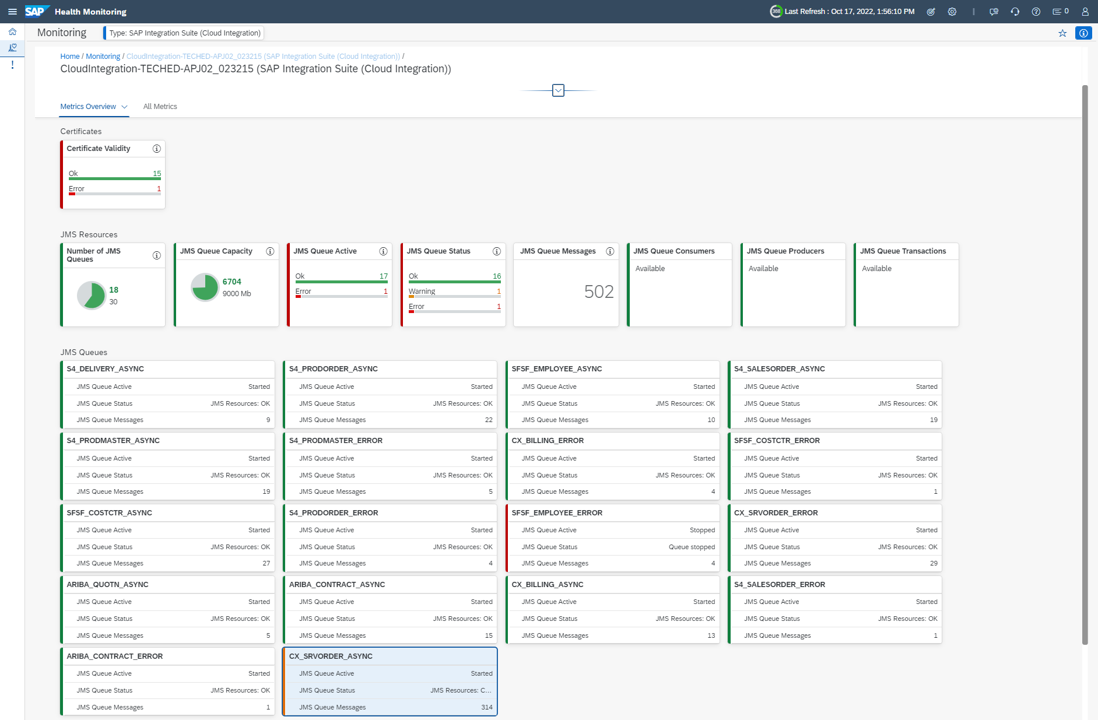 SAP Health Monitoring
Last Refresh : Oct 17, 2022, 1:56:10 PM
0
Monitoring
Type: SAP Integration Suite (Cloud Integration)
Home / Monitoring / CloudIntegration-TECHED-APJ02_023215 (SAP Integration Suite (Cloud Integration)) /
CloudIntegration-TECHED-APJ02_023215 (SAP Integration Suite (Cloud Integration))
Metrics Overview
All Metrics
Certificates
Certificate Validity
Ok 15
Error 1
JMS Resources
Number of JMS
Queues
18
30
JMS Queue Capacity
6704
9000 Mb
JMS Queue Active
Ok 17
Error 1
JMS Queue Status
Ok 16
Warning 1
Error 1
JMS Queue Messages
502
JMS Queue Consumers
Available
JMS Queue Producers
Available
JMS Queue Transactions
Available
JMS Queues
S4_DELIVERY_ASYNC
JMS Queue Active Started
JMS Queue Status JMS Resources: OK
JMS Queue Messages 9
S4_PRODORDER_ASYNC
JMS Queue Active Started
JMS Queue Status JMS Resources: OK
JMS Queue Messages 22
SFSF_EMPLOYEE_ASYNC
JMS Queue Active Started
JMS Queue Status JMS Resources: OK
JMS Queue Messages 10
S4_SALESORDER_ASYNC
JMS Queue Active Started
JMS Queue Status JMS Resources: OK
JMS Queue Messages 19
S4_PRODMASTER_ASYNC
JMS Queue Active Started
JMS Queue Status JMS Resources: OK
JMS Queue Messages 19
S4_PRODMASTER_ERROR
JMS Queue Active Started
JMS Queue Status JMS Resources: OK
JMS Queue Messages 5
CX_BILLING_ERROR
JMS Queue Active Started
JMS Queue Status JMS Resources: OK
JMS Queue Messages 4
SFSF_COSTCTR_ERROR
JMS Queue Active Started
JMS Queue Status JMS Resources: OK
JMS Queue Messages 1
SFSF_COSTCTR_ASYNC
JMS Queue Active Started
JMS Queue Status JMS Resources: OK
JMS Queue Messages 27
S4_PRODORDER_ERROR
JMS Queue Active Started
JMS Queue Status JMS Resources: OK
JMS Queue Messages 4
SFSF_EMPLOYEE_ERROR
JMS Queue Active Stopped
JMS Queue Status Queue stopped
JMS Queue Messages 4
CX_SRVORDER_ERROR
JMS Queue Active Started
JMS Queue Status JMS Resources: OK
JMS Queue Messages 29
ARIBA_QUOTN_ASYNC
JMS Queue Active Started
JMS Queue Status JMS Resources: OK
JMS Queue Messages 5
ARIBA_CONTRACT_ASYNC
JMS Queue Active Started
JMS Queue Status JMS Resources: OK
JMS Queue Messages 15
CX_BILLING_ASYNC
JMS Queue Active Started
JMS Queue Status JMS Resources: OK
JMS Queue Messages 13
S4_SALESORDER_ERROR
JMS Queue Active Started
JMS Queue Status JMS Resources: OK
JMS Queue Messages 1
ARIBA_CONTRACT_ERROR
JMS Queue Active Started
JMS Queue Status JMS Resources: OK
JMS Queue Messages 1
CX_SRVORDER_ASYNC
JMS Queue Active Started
JMS Queue Status JMS Resources: C...
JMS Queue Messages 314